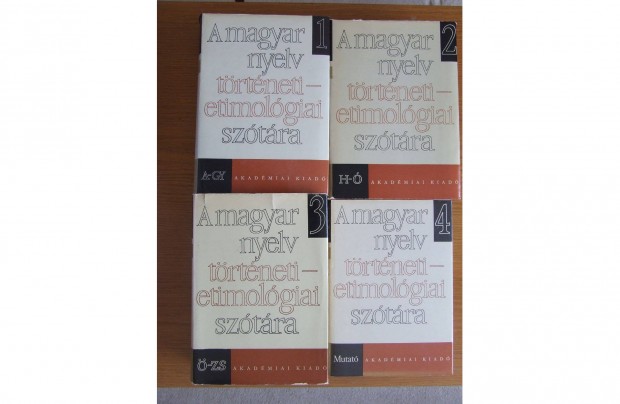 A magyar 1
nyelv
történeti–
etimológiai
szótára
A-GY AKADÉMIAI KIADÓ
A magyar 2
nyelv
történeti–
etimológiai
szótára
H-Ó AKADÉMIAI KIADÓ
A magyar 3
nyelv
történeti–
etimológiai
szótára
Ö-ZS AKADÉMIAI KIADÓ
A magyar 4
nyelv
történeti–
etimológiai
szótára
Mutató AKADÉMIAI KIADÓ